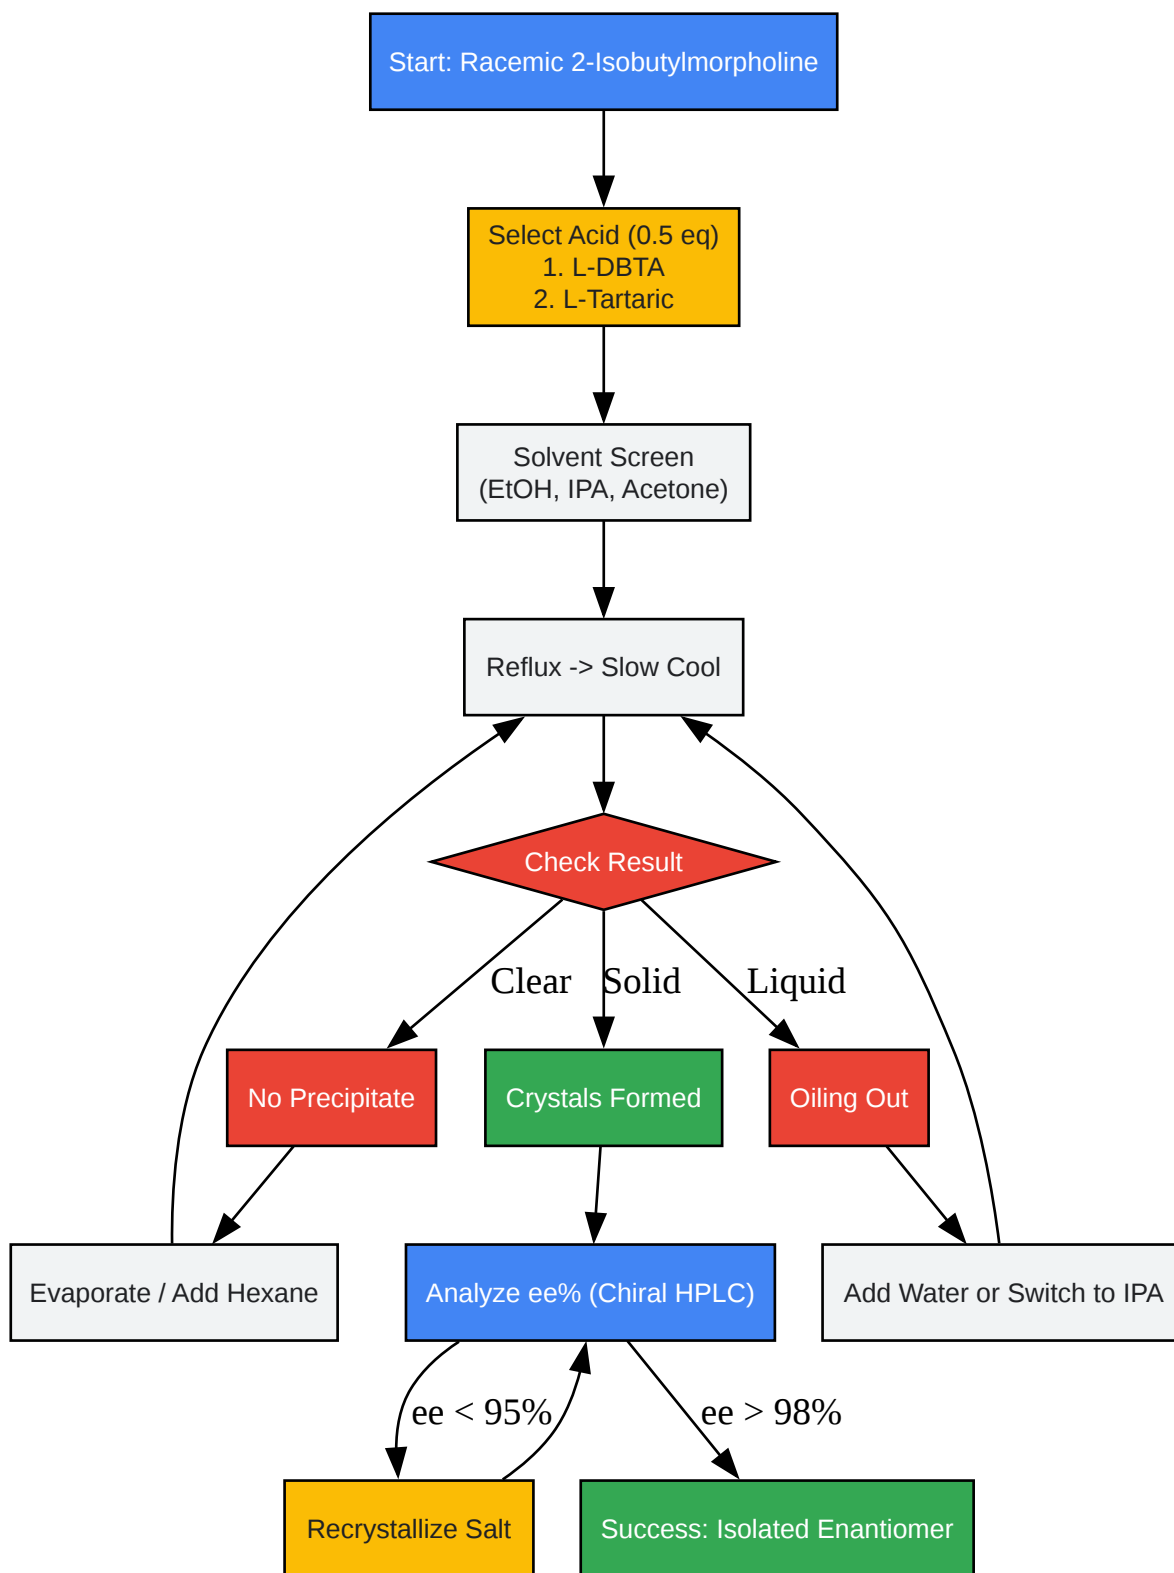 Start: Racemic 2-Isobutylmorpholine
Select Acid (0.5 eq)
1. L-DBTA
2. L-Tartaric
Solvent Screen
(EtOH, IPA, Acetone)
Reflux -> Slow Cool
Check Result
Clear
Solid
Liquid
No Precipitate
Crystals Formed
Oiling Out
Evaporate / Add Hexane
Analyze ee% (Chiral HPLC)
Add Water or Switch to IPA
ee < 95%
ee > 98%
Recrystallize Salt
Success: Isolated Enantiomer